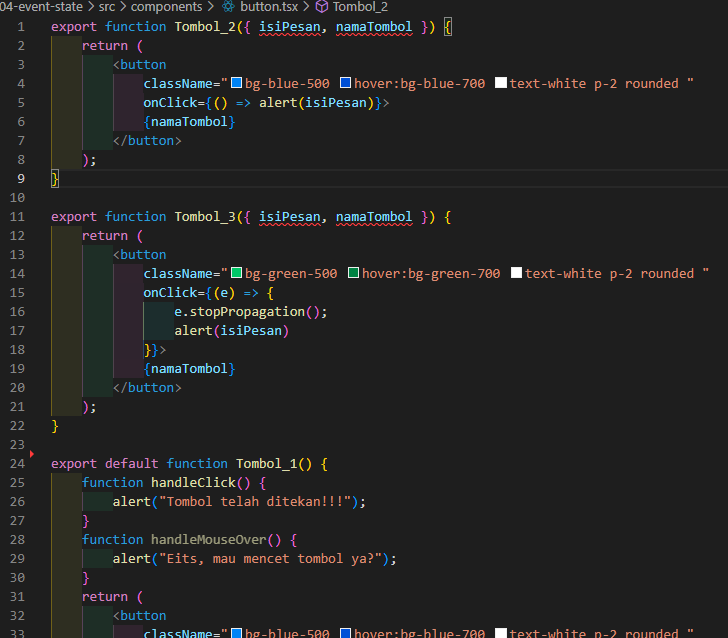 04-event-state > src > components > button.tsx > Tombol_2
1 export function Tombol_2({ isiPesan, namaTombol }) {
2 return (
3 <button
4 className="bg-blue-500 hover:bg-blue-700 text-white p-2 rounded "
5 onClick={() => alert(isiPesan)}>
6 {namaTombol}
7 </button>
8 );
9 }
10
11 export function Tombol_3({ isiPesan, namaTombol }) {
12 return (
13 <button
14 className="bg-green-500 hover:bg-green-700 text-white p-2 rounded "
15 onClick={(e) => {
16 e.stopPropagation();
17 alert(isiPesan)
18 }}>
19 {namaTombol}
20 </button>
21 );
22 }
23
24 export default function Tombol_1() {
25 function handleClick() {
26 alert("Tombol telah ditekan!!!");
27 }
28 function handleMouseOver() {
29 alert("Eits, mau mencet tombol ya?");
30 }
31 return (
32 <button
33 className="bg-blue-500 hover:bg-blue-700 text-white p-2 rounded "